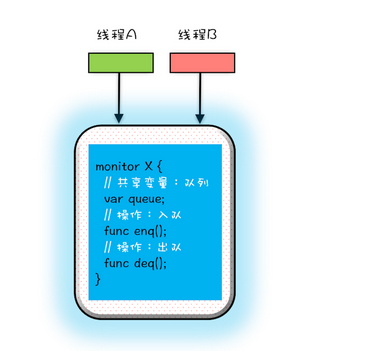 线程A 线程B
monitor X {
// 共享变量：队列
var queue;
// 操作：入队
func enq();
// 操作：出队
func deq();
}